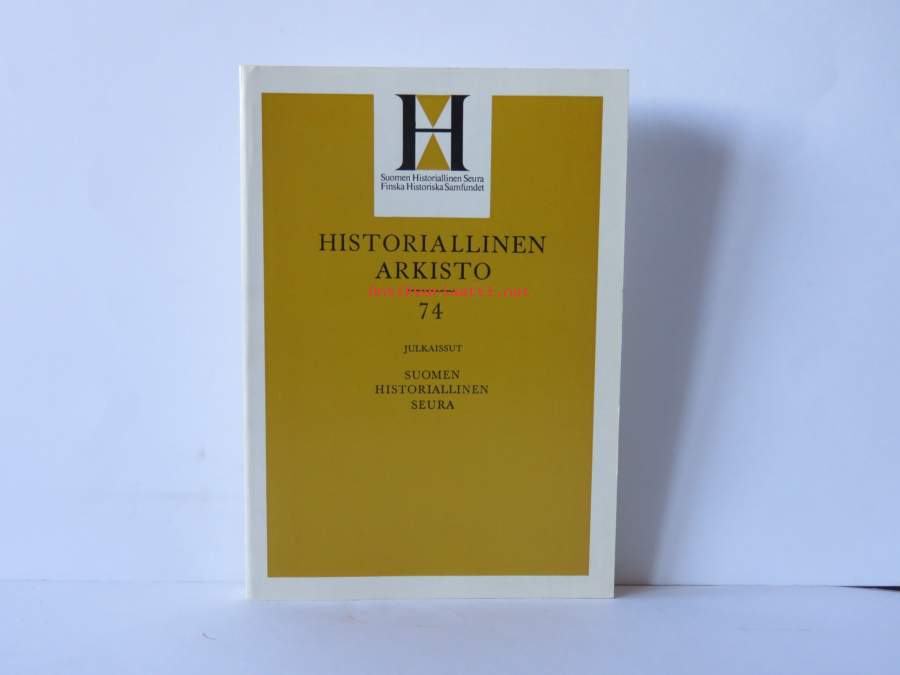 H
Suomen Historiallinen Seura
Finska Historiska Samfundet
HISTORIALLINEN
ARKISTO
74
JULKAISSUT
SUOMEN
HISTORIALLINEN
SEURA